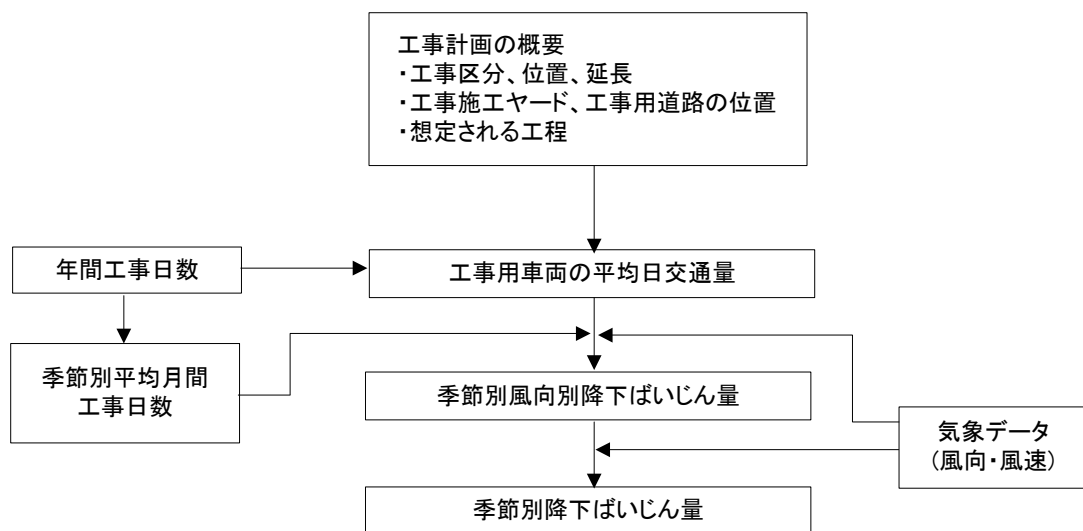 工事計画の概要
・工事区分、位置、延長
・工事施工ヤード、工事用道路の位置
・想定される工程
年間工事日数
工事用車両の平均日交通量
季節別平均月間
工事日数
季節別風向別降下ばいじん量
気象データ
(風向・風速)
季節別降下ばいじん量